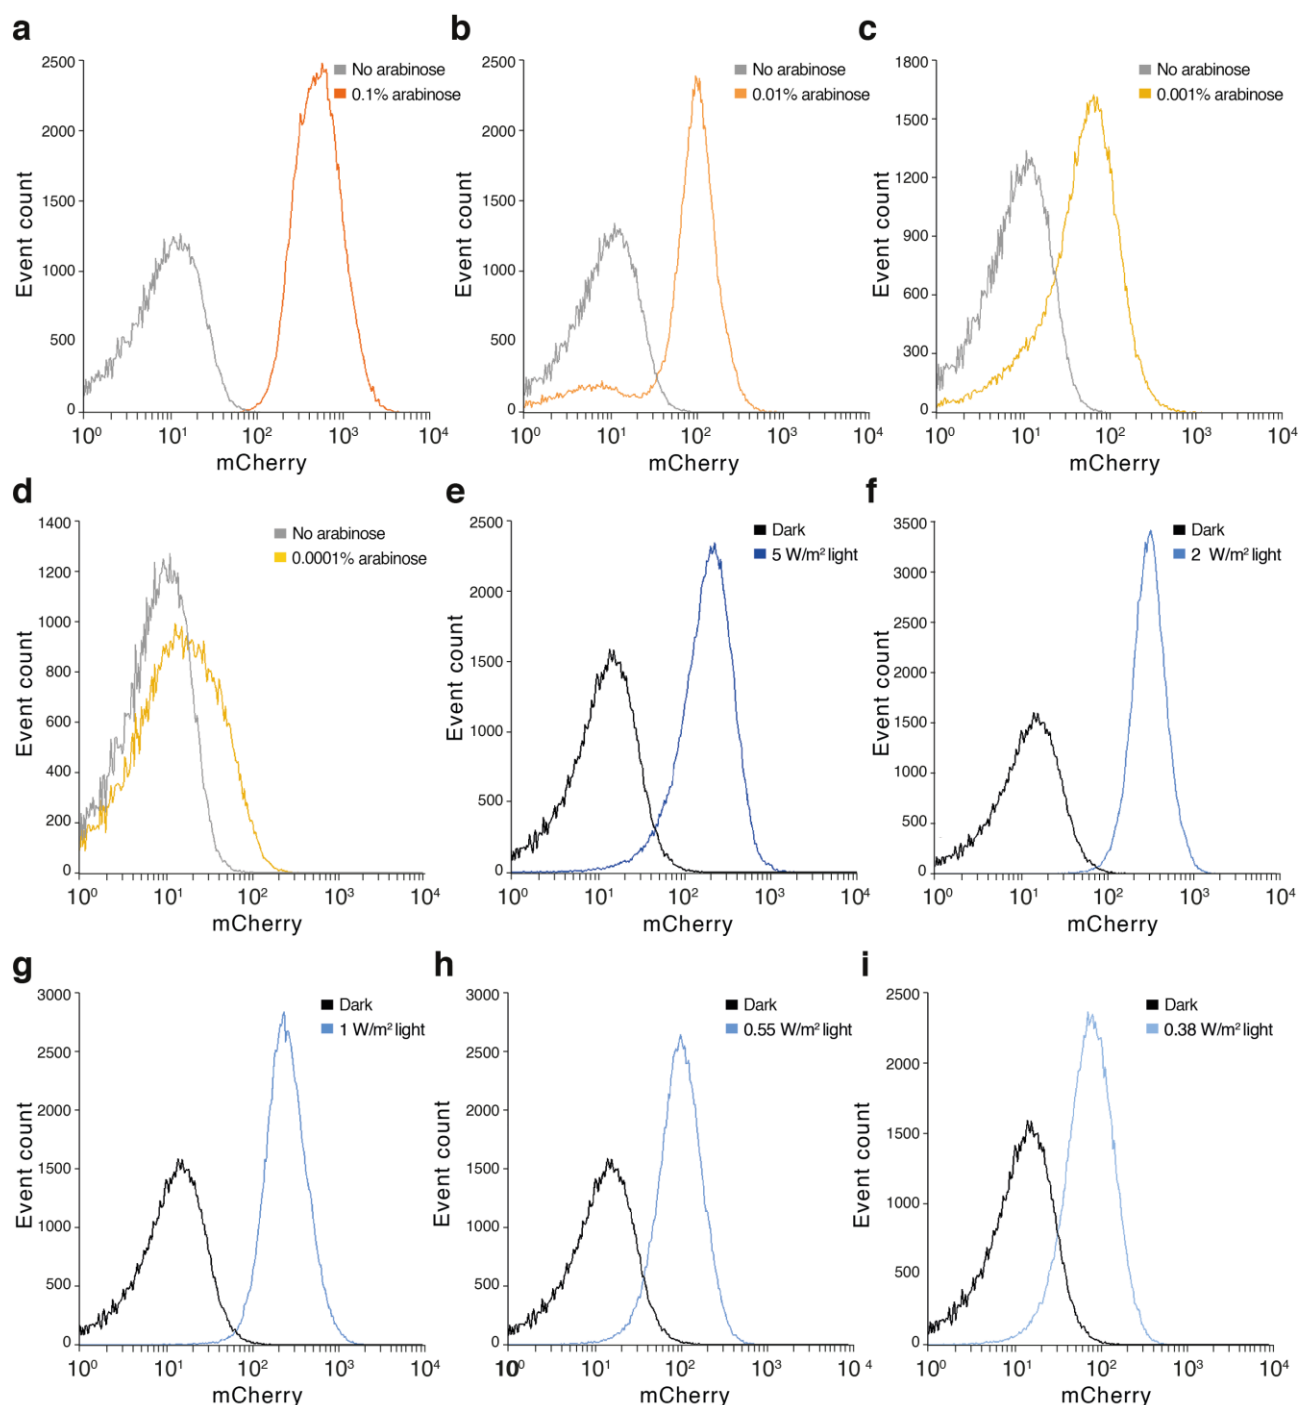 a
2500
2000
1500
1000
500
0
Event count
No arabinose
0.1% arabinose
10⁰ 10¹ 10² 10³ 10⁴
mCherry
b
2500
2000
1500
1000
500
0
Event count
No arabinose
0.01% arabinose
10⁰ 10¹ 10² 10³ 10⁴
mCherry
c
1800
1500
1200
900
600
300
0
Event count
No arabinose
0.001% arabinose
10⁰ 10¹ 10² 10³ 10⁴
mCherry
d
1400
1200
1000
800
600
400
200
0
Event count
No arabinose
0.0001% arabinose
10⁰ 10¹ 10² 10³ 10⁴
mCherry
e
2500
2000
1500
1000
500
0
Event count
Dark
5 W/m² light
10⁰ 10¹ 10² 10³ 10⁴
mCherry
f
3500
3000
2500
2000
1500
1000
500
0
Event count
Dark
2 W/m² light
10⁰ 10¹ 10² 10³ 10⁴
mCherry
g
3000
2500
2000
1500
1000
500
0
Event count
Dark
1 W/m² light
10⁰ 10¹ 10² 10³ 10⁴
mCherry
h
3000
2500
2000
1500
1000
500
0
Event count
Dark
0.55 W/m² light
10⁰ 10¹ 10² 10³ 10⁴
mCherry
i
2500
2000
1500
1000
500
0
Event count
Dark
0.38 W/m² light
10⁰ 10¹ 10² 10³ 10⁴
mCherry